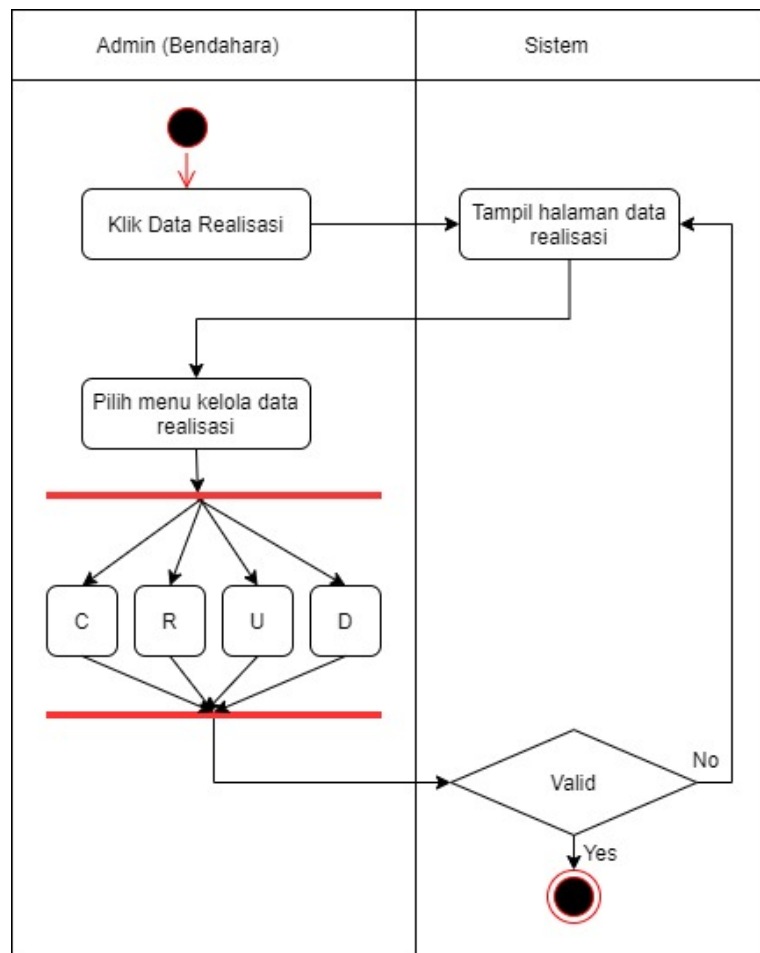 Admin (Bendahara)
Sistem
Klik Data Realisasi
Tampil halaman data
realisasi
Pilih menu kelola data
realisasi
C
R
U
D
Valid
No
Yes